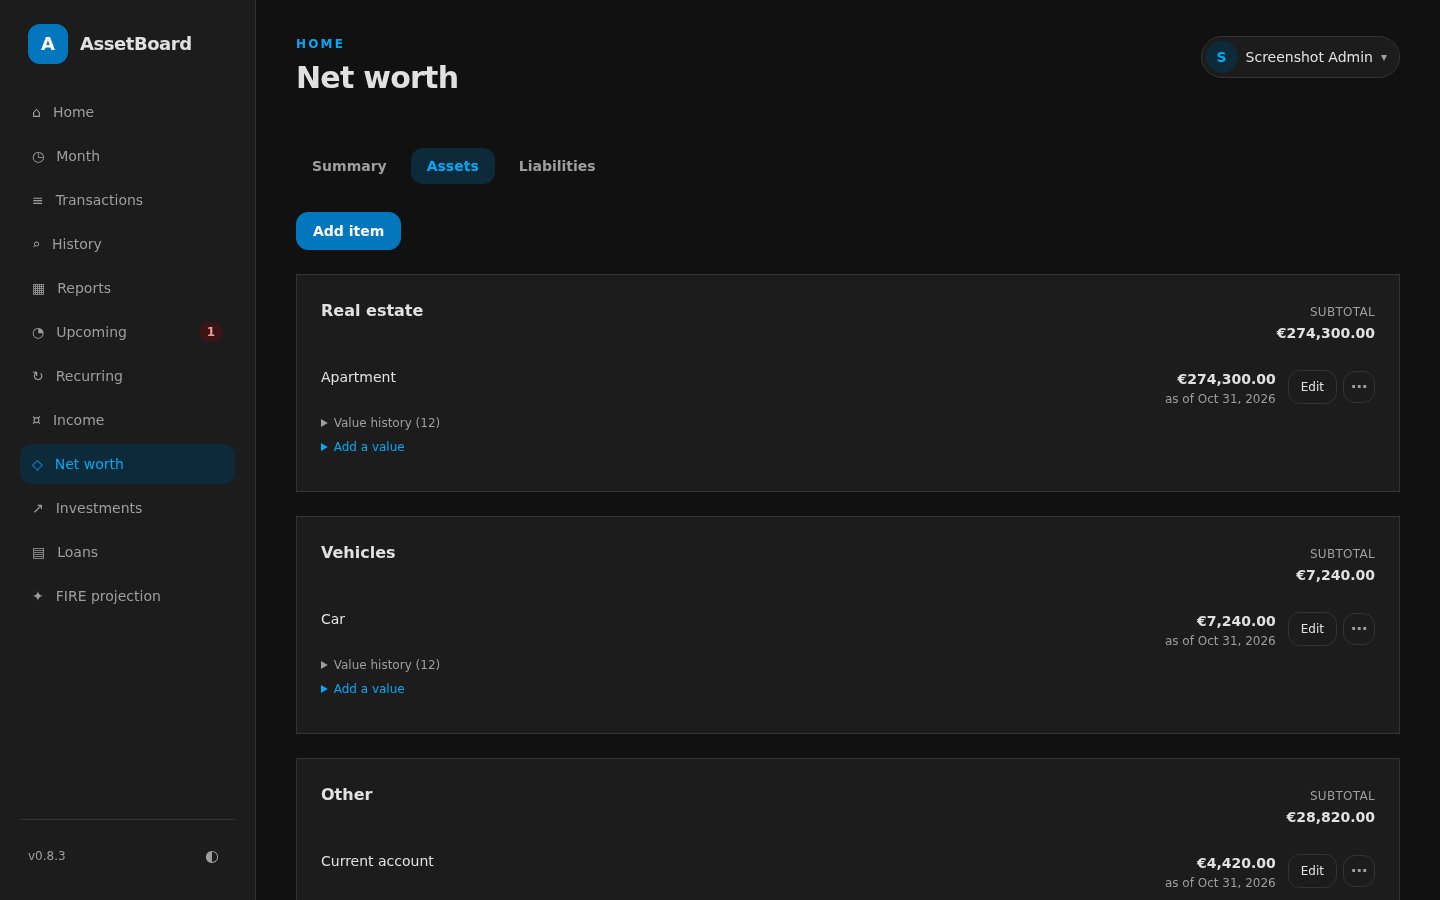 A AssetBoard
Home
Month
Transactions
History
Reports
Upcoming 1
Recurring
Income
Net worth
Investments
Loans
FIRE projection
v0.8.3
HOME
Net worth
S Screenshot Admin
Summary Assets Liabilities
Add item
Real estate
SUBTOTAL
€274,300.00
Apartment
€274,300.00
as of Oct 31, 2026
Edit ...
Value history (12)
Add a value
Vehicles
SUBTOTAL
€7,240.00
Car
€7,240.00
as of Oct 31, 2026
Edit ...
Value history (12)
Add a value
Other
SUBTOTAL
€28,820.00
Current account
€4,420.00
as of Oct 31, 2026
Edit ...